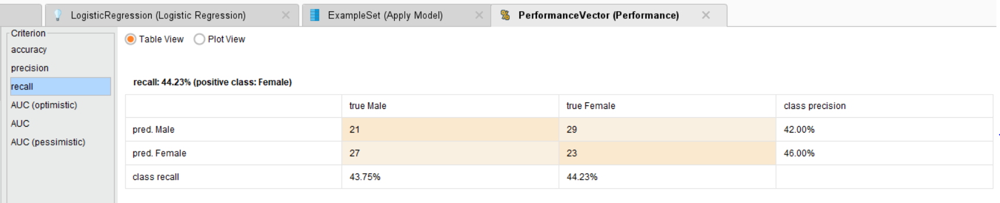 LogisticRegression (Logistic Regression) ExampleSet (Apply Model) PerformanceVector (Performance)
Criterion
accuracy
precision
recall
AUC (optimistic)
AUC
AUC (pessimistic)
Table View Plot View
recall: 44.23% (positive class: Female)
true Male true Female class precision
pred. Male 21 29 42.00%
pred. Female 27 23 46.00%
class recall 43.75% 44.23%